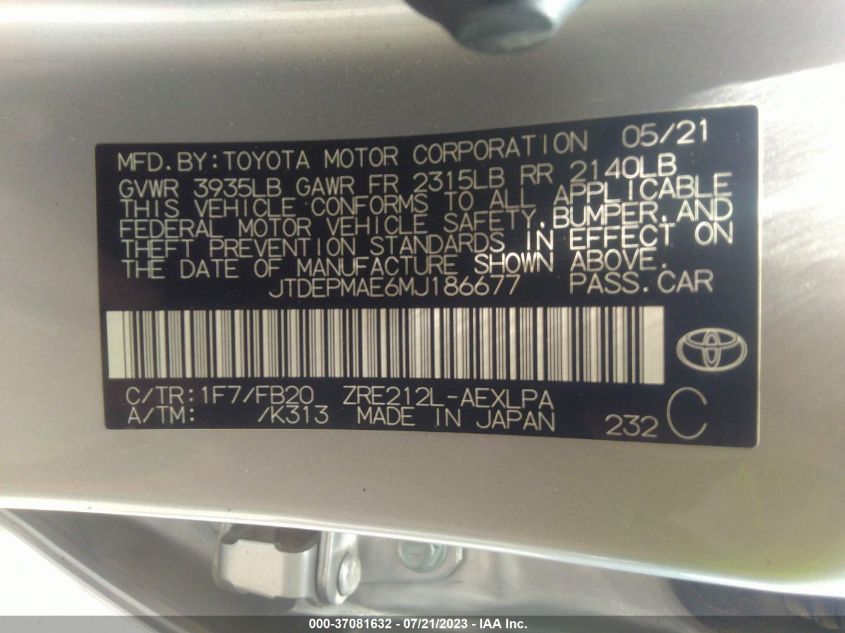 MFD.BY:TOYOTA MOTOR CORPORATION 05/21
GVWR 3935LB GAWR FR 2315LB RR 2140LB
THIS VEHICLE CONFORMS TO ALL APPLICABLE
FEDERAL MOTOR VEHICLE SAFETY,BUMPER,AND
THEFT PREVENTION STANDARDS IN EFFECT ON
THE DATE OF MANUFACTURE SHOWN ABOVE.
JTDEPMAE6MJ186677 PASS.CAR
C/TR:1F7/FB20 ZRE212L-AEXLPA
A/TM: /K313 MADE IN JAPAN 232 C
000-37081632 - 07/21/2023 - IAA Inc.